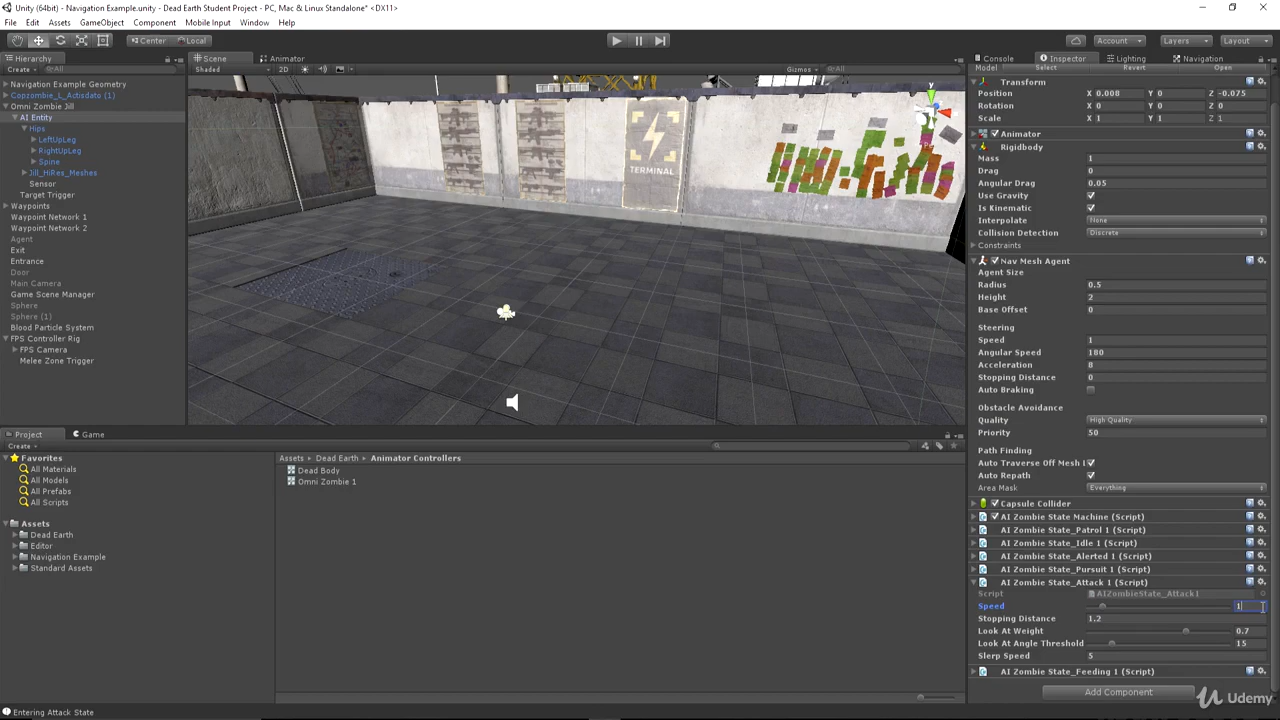 Unity (64bit) - Navigation Example.unity - Dead Earth Student Project - PC, Mac & Linux Standalone* <DX11>
File Edit Assets GameObject Component Mobile Input Window Help
Center Local Account Layers Layout
Hierarchy
Create All
Navigation Example Geometry
Omni Zombie Jill
AI Entity
Hips
LeftUpLeg
RightUpLeg
Spine
Jill_HiRes_Meshes
Sensor
Target Trigger
Waypoints
Waypoint Network 1
Waypoint Network 2
Agent
Exit
Entrance
Door
Main Camera
Game Scene Manager
Sphere
Sphere (1)
Blood Particle System
FPS Controller Rig
FPS Camera
Melee Zone Trigger
Scene Animator
Shaded 2D Gizmos All
TERMINAL
y
Project Game
Create
Favorites
All Materials
All Models
All Prefabs
All Scripts
Assets
Dead Earth
Editor
Navigation Example
Standard Assets
Assets Dead Earth Animator Controllers
Dead Body
Omni Zombie 1
Console Inspector Lighting Navigation
Model Select Revert Open
Transform
Position X 0.008 Y 0 Z -0.075
Rotation X 0 Y 0 Z 0
Scale X 1 Y 1 Z 1
Animator
Rigidbody
Mass 1
Drag 0
Angular Drag 0.05
Use Gravity
Is Kinematic
Interpolate None
Collision Detection Discrete
Constraints
Nav Mesh Agent
Agent Size
Radius 0.5
Height 2
Base Offset 0
Steering
Speed 1
Angular Speed 180
Acceleration 8
Stopping Distance 0
Auto Braking
Obstacle Avoidance
Quality High Quality
Priority 50
Path Finding
Auto Traverse Off Mesh L
Auto Repath
Area Mask Everything
Capsule Collider
AI Zombie State Machine (Script)
AI Zombie State_Patrol 1 (Script)
AI Zombie State_Idle 1 (Script)
AI Zombie State_Alerted 1 (Script)
AI Zombie State_Pursuit 1 (Script)
AI Zombie State_Attack 1 (Script)
Script AIZombieState_Attack1
Speed 1
Stopping Distance 1.2
Look At Weight 0.7
Look At Angle Threshold 15
Slerp Speed 5
AI Zombie State_Feeding 1 (Script)
Add Component
Entering Attack State
Udemy